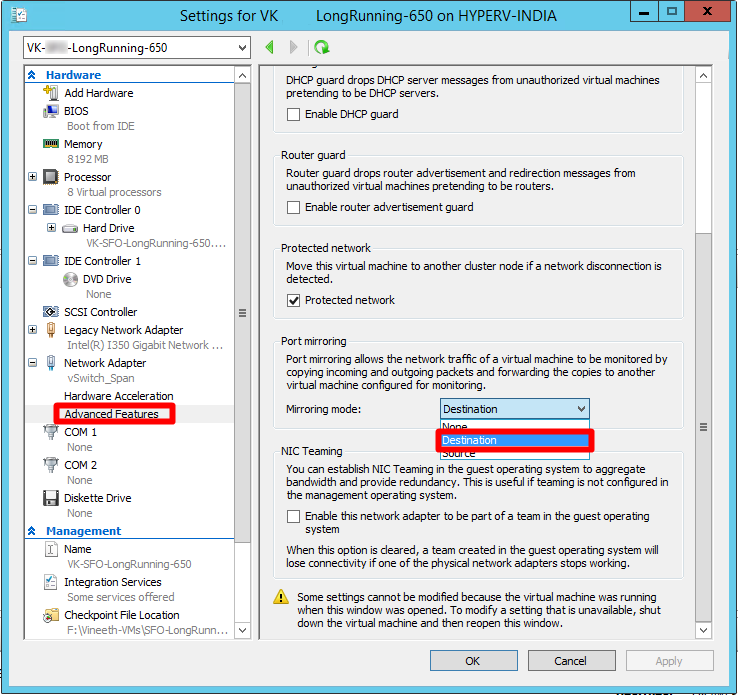 Settings for VK LongRunning-650 on HYPERV-INDIA
VK- -LongRunning-650
Hardware
Add Hardware
BIOS
Boot from IDE
Memory
8192 MB
Processor
8 Virtual processors
IDE Controller 0
Hard Drive
VK-SFO-LongRunning-650....
IDE Controller 1
DVD Drive
None
SCSI Controller
Legacy Network Adapter
Intel(R) I350 Gigabit Network ...
Network Adapter
vSwitch_Span
Hardware Acceleration
Advanced Features
COM 1
None
COM 2
None
Diskette Drive
None
Management
Name
VK-SFO-LongRunning-650
Integration Services
Some services offered
Checkpoint File Location
F:\Vineeth-VMs\SFO-LongRunn...
DHCP guard drops DHCP server messages from unauthorized virtual machines
pretending to be DHCP servers.
Enable DHCP guard
Router guard
Router guard drops router advertisement and redirection messages from
unauthorized virtual machines pretending to be routers.
Enable router advertisement guard
Protected network
Move this virtual machine to another cluster node if a network disconnection is
detected.
Protected network
Port mirroring
Port mirroring allows the network traffic of a virtual machine to be monitored by
copying incoming and outgoing packets and forwarding the copies to another
virtual machine configured for monitoring.
Mirroring mode:
Destination
None
Destination
Source
NIC Teaming
You can establish NIC Teaming in the guest operating system to aggregate
bandwidth and provide redundancy. This is useful if teaming is not configured in
the management operating system.
Enable this network adapter to be part of a team in the guest operating
system
When this option is cleared, a team created in the guest operating system will
lose connectivity if one of the physical network adapters stops working.
Some settings cannot be modified because the virtual machine was running
when this window was opened. To modify a setting that is unavailable, shut
down the virtual machine and then reopen this window.
OK
Cancel
Apply